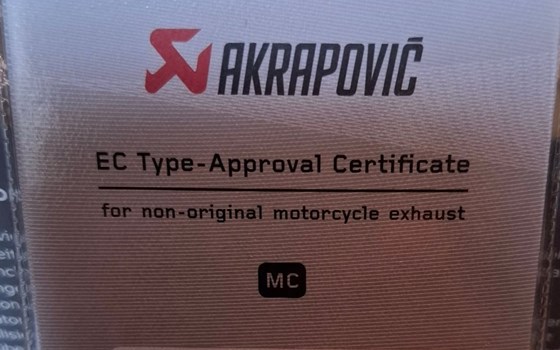 AKRAPOVIČ
EC Type-Approval Certificate
for non-original motorcycle exhaust
MC